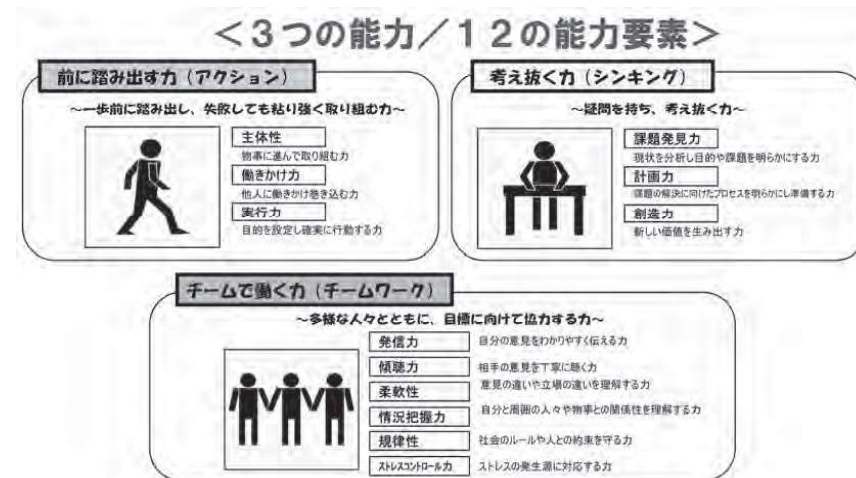 ＜３つの能力／１２の能力要素＞
前に踏み出す力（アクション）
～一歩前に踏み出し、失敗しても粘り強く取り組む力～
主体性
物事に進んで取り組む力
働きかけ力
他人に働きかけ巻き込む力
実行力
目的を設定し確実に行動する力
考え抜く力（シンキング）
～疑問を持ち、考え抜く力～
課題発見力
現状を分析し目的や課題を明らかにする力
計画力
課題の解決に向けたプロセスを明らかにし準備する力
創造力
新しい価値を生み出す力
チームで働く力（チームワーク）
～多様な人々とともに、目標に向けて協力する力～
発信力 自分の意見をわかりやすく伝える力
傾聴力 相手の意見を丁寧に聴く力
柔軟性 意見の違いや立場の違いを理解する力
情況把握力 自分と周囲の人々や物事との関係性を理解する力
規律性 社会のルールや人との約束を守る力
ストレスコントロール力 ストレスの発生源に対応する力